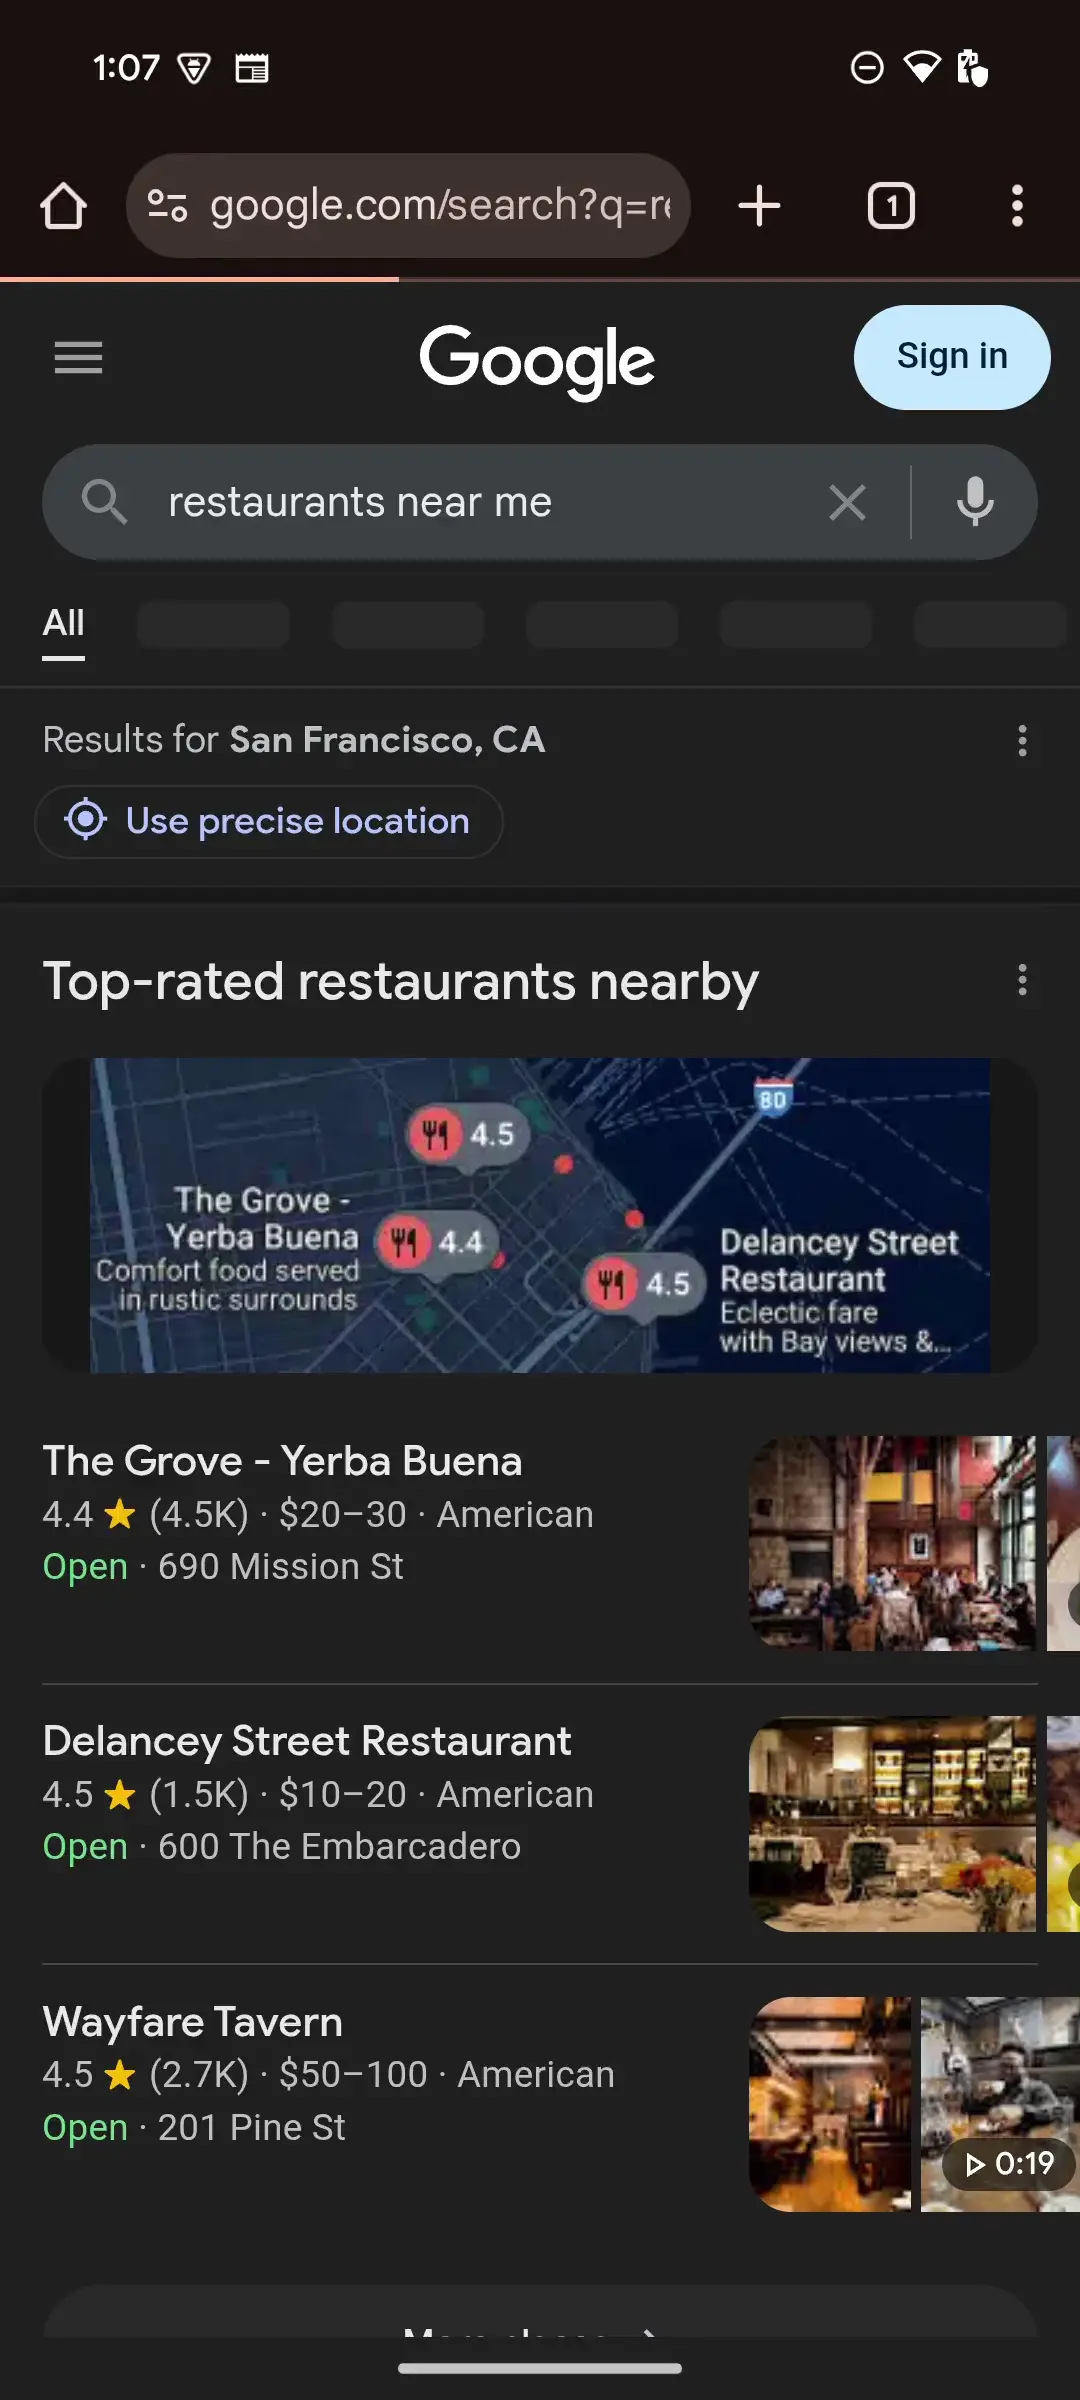 1:07
google.com/search?q=re
1
Google
Sign in
restaurants near me
All
Results for San Francisco, CA
Use precise location
Top-rated restaurants nearby
80
4.5
The Grove -
Yerba Buena
Comfort food served
in rustic surrounds
4.4
4.5
Delancey Street
Restaurant
Eclectic fare
with Bay views &...
The Grove - Yerba Buena
4.4 ★ (4.5K) · $20–30 · American
Open · 690 Mission St
Delancey Street Restaurant
4.5 ★ (1.5K) · $10–20 · American
Open · 600 The Embarcadero
Wayfare Tavern
4.5 ★ (2.7K) · $50–100 · American
Open · 201 Pine St
0:19